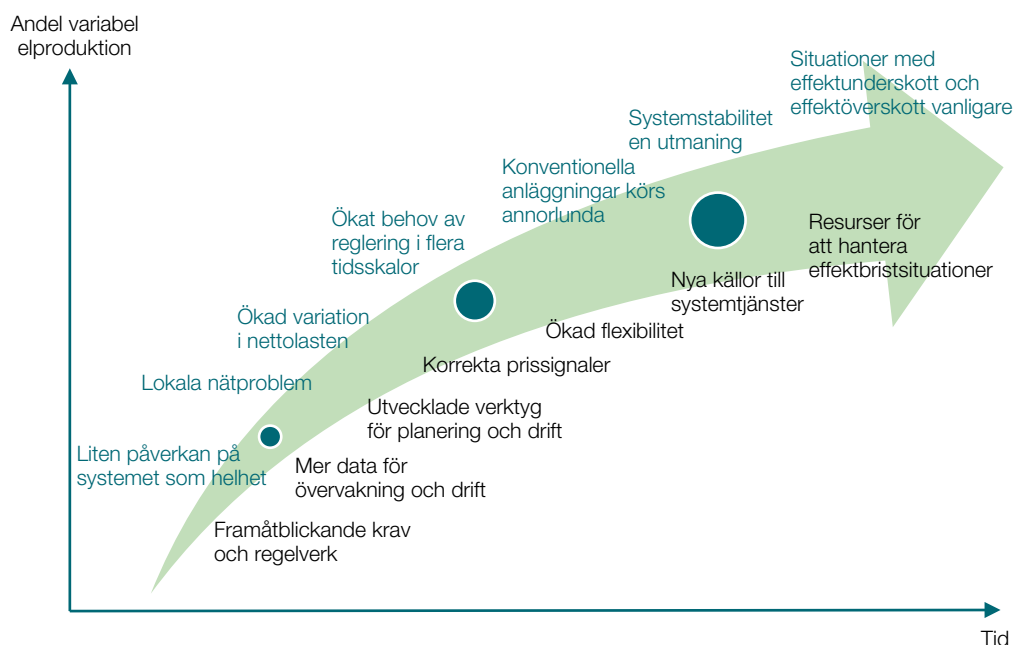 Andel variabel
elproduktion
Situationer med
effektunderskott och
effektöverskott vanligare
Systemstabilitet
en utmaning
Konventionella
anläggningar körs
annorlunda
Ökat behov av
reglering i flera
tidsskalor
Resurser för
att hantera
effektbristsituationer
Nya källor till
systemtjänster
Ökad variation
i nettolasten
Ökad flexibilitet
Korrekta prissignaler
Lokala nätproblem
Utvecklade verktyg
för planering och drift
Liten påverkan på
systemet som helhet
Mer data för
övervakning och drift
Framåtblickande krav
och regelverk
Tid